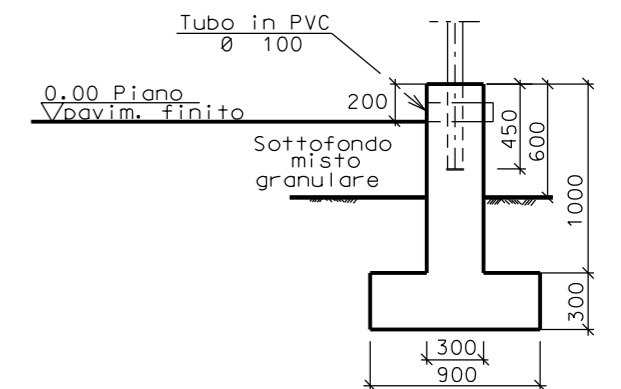 Tubo in PVC
Ø 100
0.00 Piano
pavim. finito
200
Sottofondo
misto
granulare
450
600
1000
300
300
900